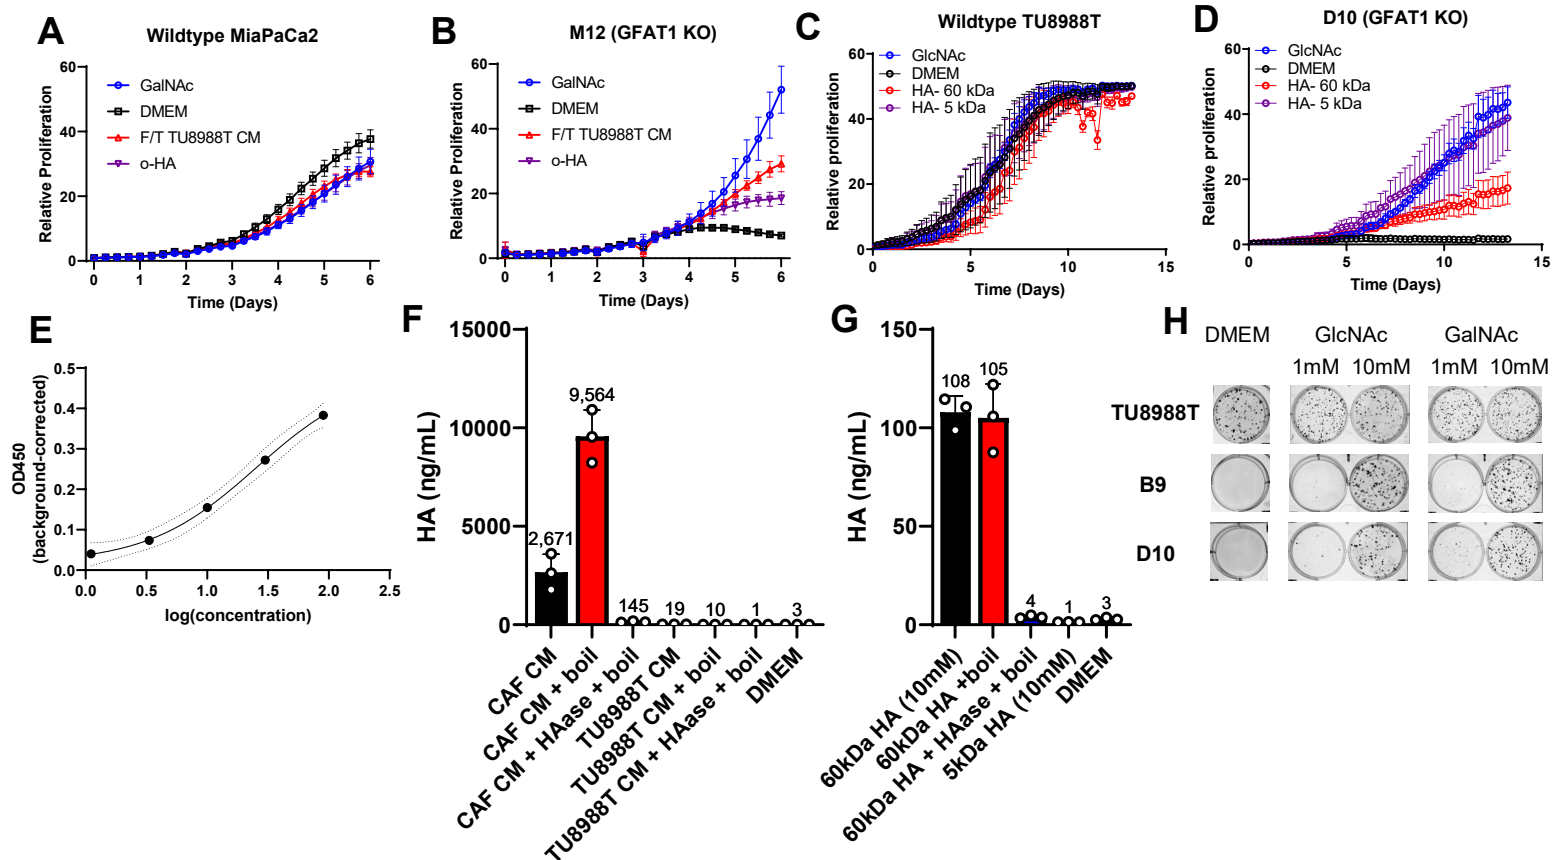 A
Wildtype MiaPaCa2
Relative Proliferation
60
40
20
0
GalNAc
DMEM
F/T TU8988T CM
o-HA
0 1 2 3 4 5 6
Time (Days)
B
M12 (GFAT1 KO)
Relative Proliferation
60
40
20
0
GalNAc
DMEM
F/T TU8988T CM
o-HA
0 1 2 3 4 5 6
Time (Days)
C
Wildtype TU8988T
Relative proliferation
60
40
20
0
GlcNAc
DMEM
HA- 60 kDa
HA- 5 kDa
0 5 10 15
Time (Days)
D
D10 (GFAT1 KO)
Relative proliferation
60
40
20
0
GlcNAc
DMEM
HA- 60 kDa
HA- 5 kDa
0 5 10 15
Time (Days)
E
OD450
(background-corrected)
0.5
0.4
0.3
0.2
0.1
0.0
0.0 0.5 1.0 1.5 2.0 2.5
log(concentration)
F
HA (ng/mL)
15000
10000
5000
0
2,671
9,564
145
19
10
1
3
CAF CM
CAF CM + boil
CAF CM + HAase + boil
TU8988T CM
TU8988T CM + boil
TU8988T CM + HAase + boil
DMEM
G
HA (ng/mL)
150
100
50
0
108
105
4
1
3
60kDa HA (10mM)
60kDa HA +boil
60kDa HA + HAase + boil
5kDa HA (10mM)
DMEM
H
DMEM GlcNAc GalNAc
1mM 10mM 1mM 10mM
TU8988T
B9
D10